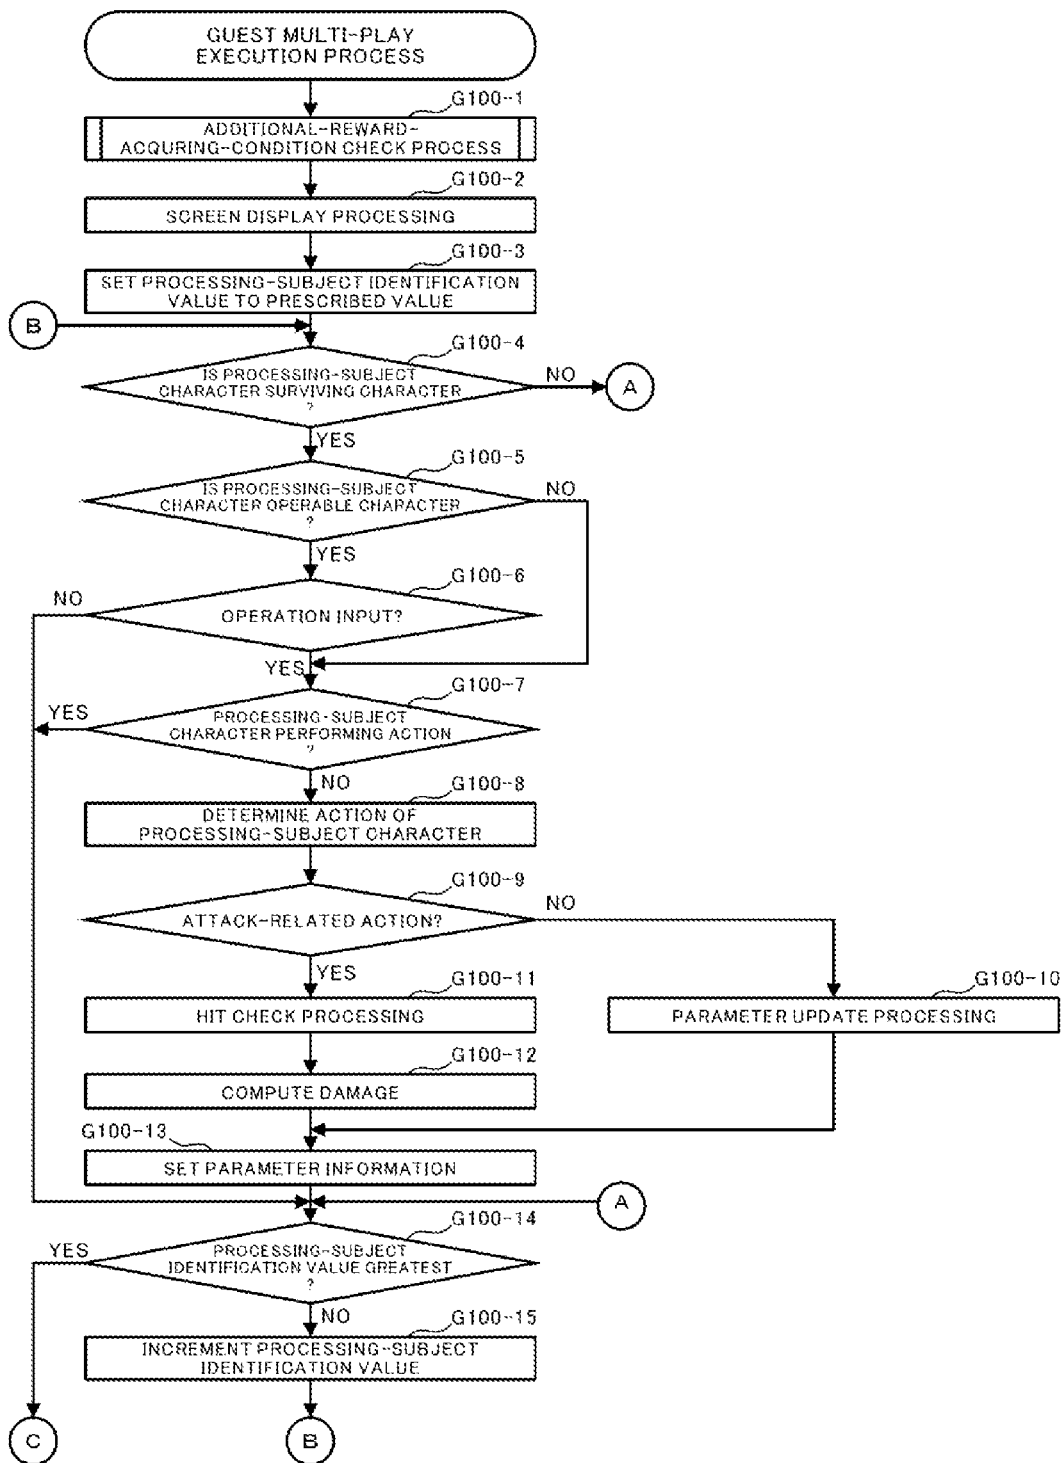 GUEST MULTI-PLAY
EXECUTION PROCESS
G100-1
ADDITIONAL-REWARD-
ACQURING-CONDITION CHECK PROCESS
G100-2
SCREEN DISPLAY PROCESSING
G100-3
SET PROCESSING-SUBJECT IDENTIFICATION
VALUE TO PRESCRIBED VALUE
B
G100-4
IS PROCESSING-SUBJECT
CHARACTER SURVIVING CHARACTER
?
NO
A
YES
G100-5
IS PROCESSING-SUBJECT
CHARACTER OPERABLE CHARACTER
?
NO
YES
G100-6
NO
OPERATION INPUT?
YES
G100-7
YES
PROCESSING-SUBJECT
CHARACTER PERFORMING ACTION
?
NO
G100-8
DETERMINE ACTION OF
PROCESSING-SUBJECT CHARACTER
G100-9
ATTACK-RELATED ACTION?
NO
YES
G100-11
HIT CHECK PROCESSING
G100-10
PARAMETER UPDATE PROCESSING
G100-12
COMPUTE DAMAGE
G100-13
SET PARAMETER INFORMATION
A
G100-14
YES
PROCESSING-SUBJECT
IDENTIFICATION VALUE GREATEST
?
NO
G100-15
INCREMENT PROCESSING-SUBJECT
IDENTIFICATION VALUE
C
B